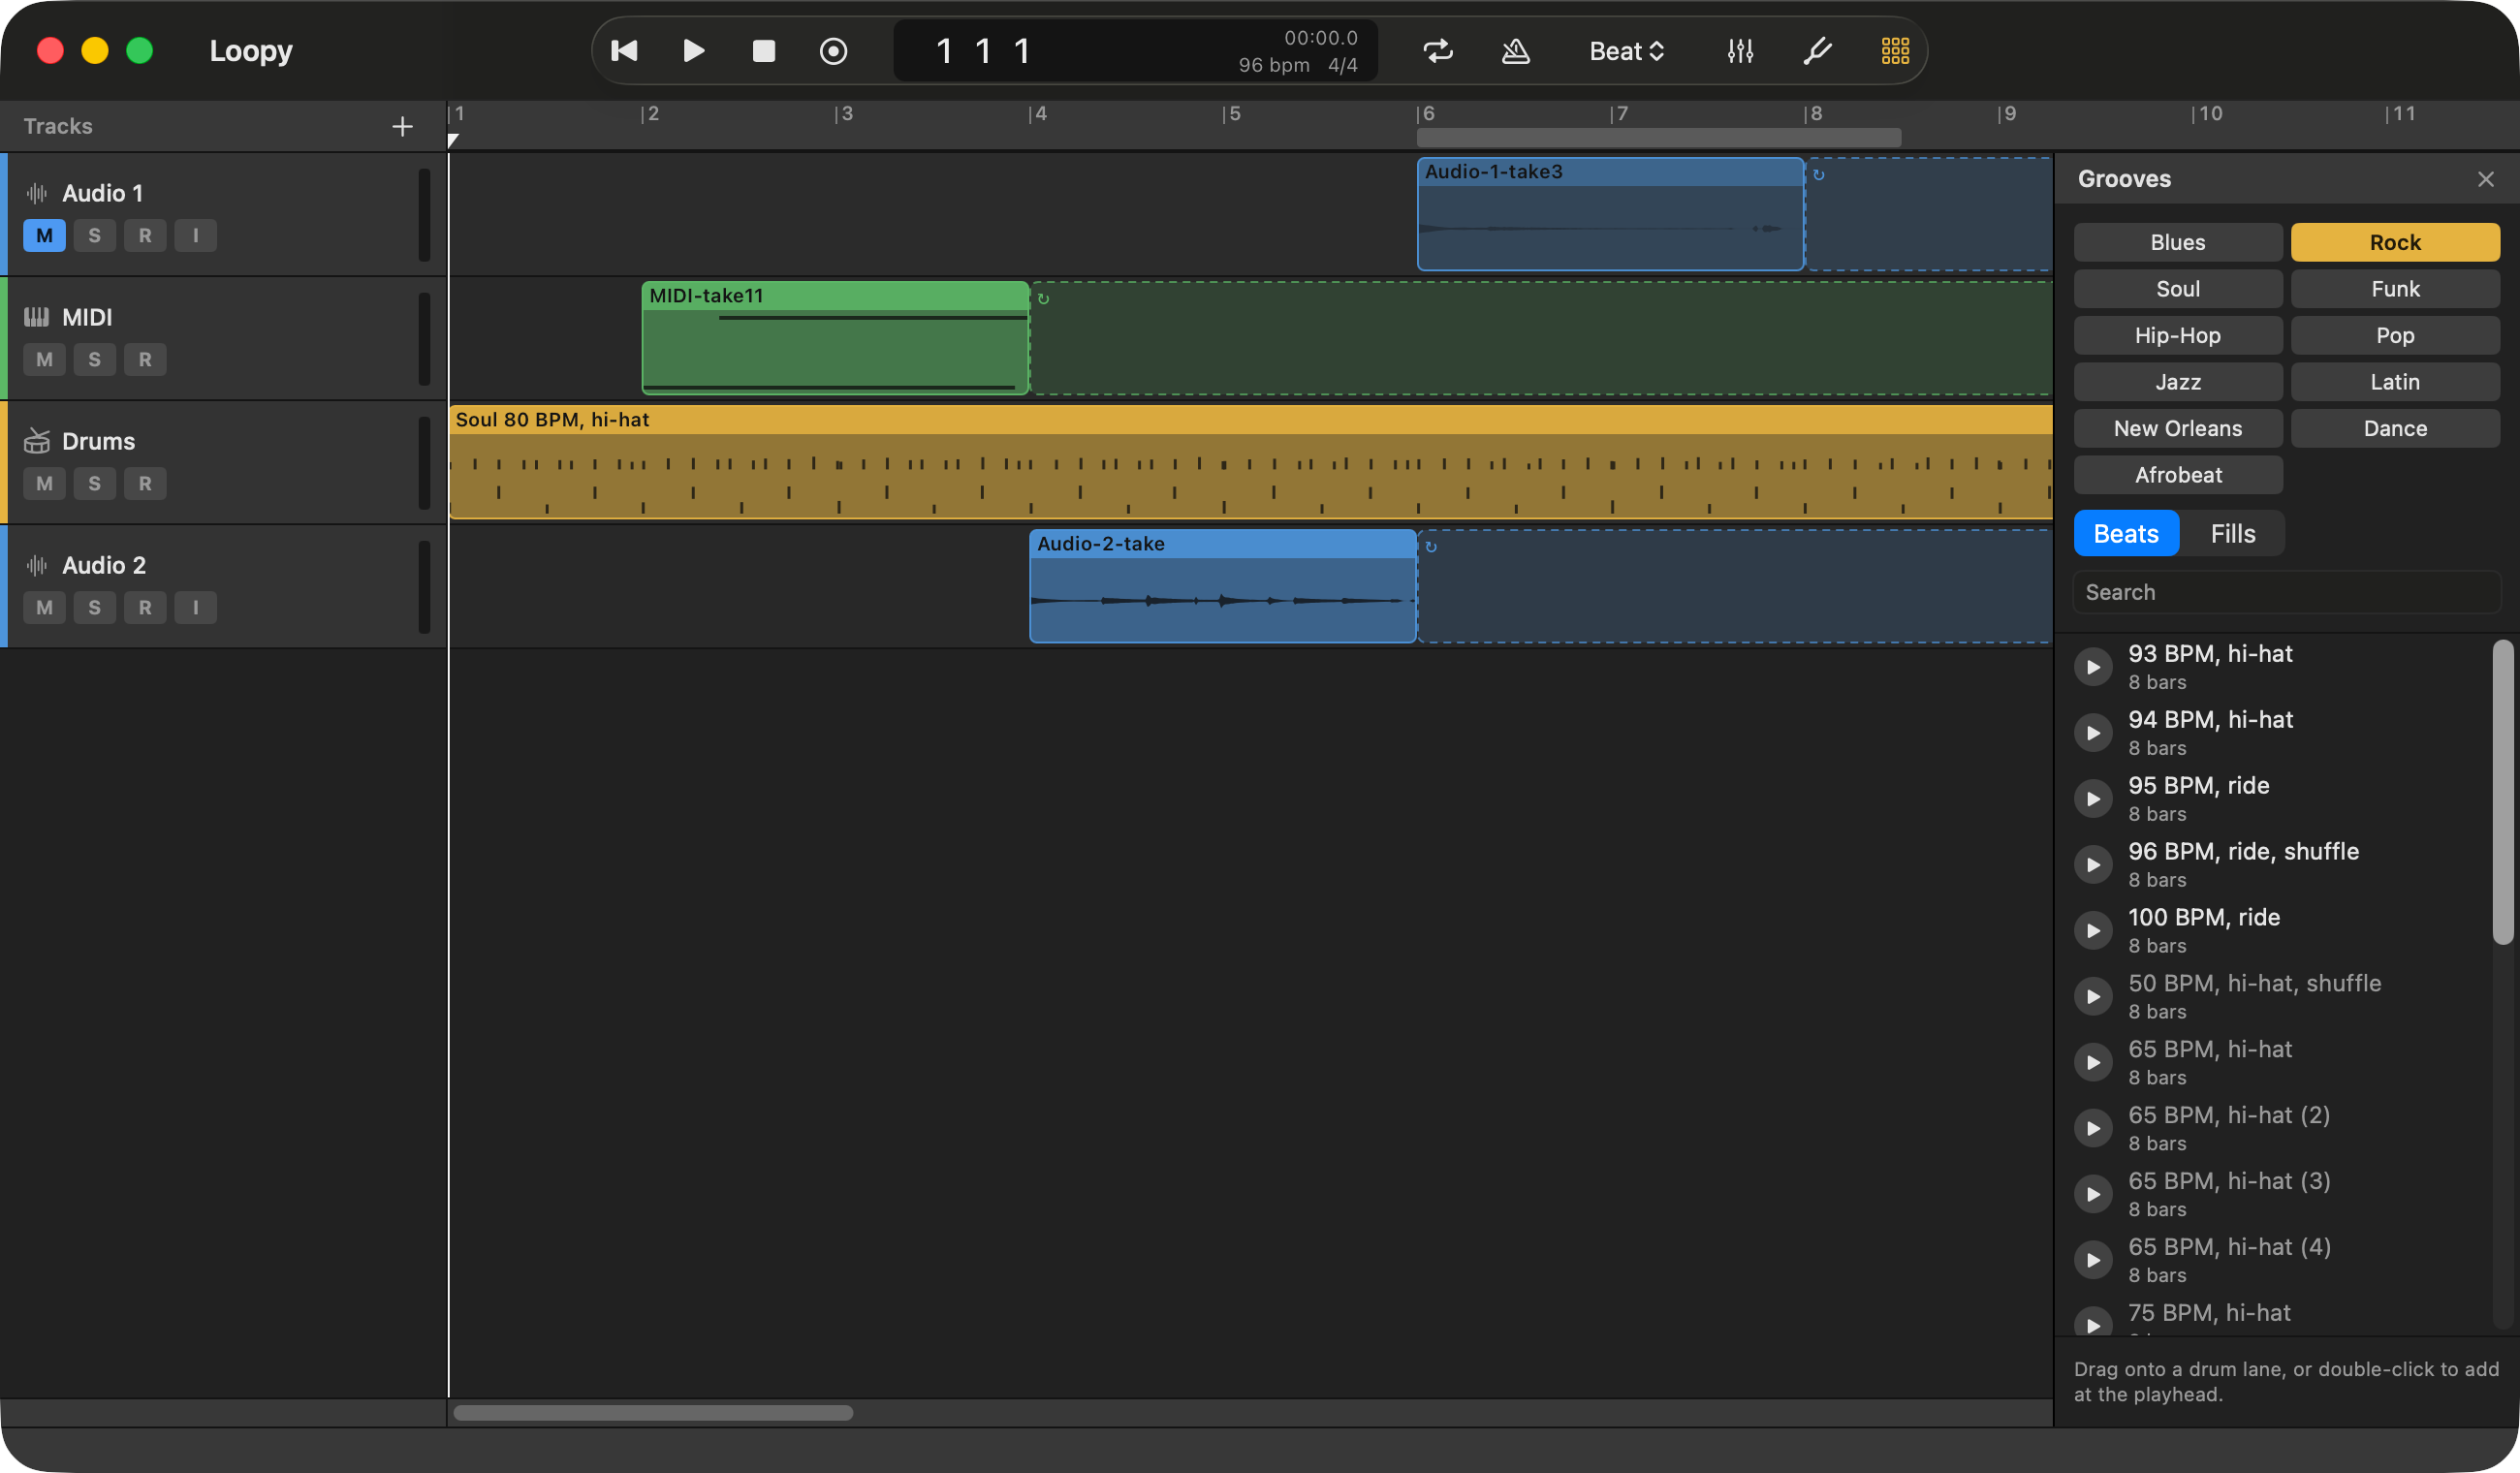 Loopy
1 1 1
00:00.0
96 bpm 4/4
Beat
Tracks
1 2 3 4 5 6 7 8 9 10 11
Audio 1
M S R I
MIDI
M S R
Drums
M S R
Audio 2
M S R I
Audio-1-take3
MIDI-take11
Soul 80 BPM, hi-hat
Audio-2-take
Grooves
Blues Rock
Soul Funk
Hip-Hop Pop
Jazz Latin
New Orleans Dance
Afrobeat
Beats Fills
Search
93 BPM, hi-hat
8 bars
94 BPM, hi-hat
8 bars
95 BPM, ride
8 bars
96 BPM, ride, shuffle
8 bars
100 BPM, ride
8 bars
50 BPM, hi-hat, shuffle
8 bars
65 BPM, hi-hat
8 bars
65 BPM, hi-hat (2)
8 bars
65 BPM, hi-hat (3)
8 bars
65 BPM, hi-hat (4)
8 bars
75 BPM, hi-hat
Drag onto a drum lane, or double-click to add
at the playhead.